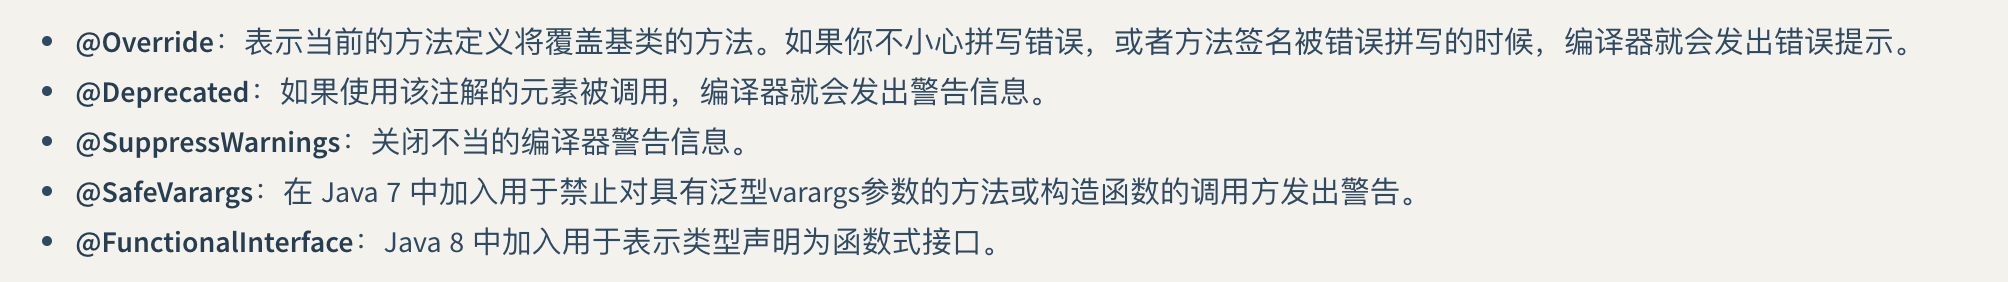 • @Override：表示当前的方法定义将覆盖基类的方法。如果你不小心拼写错误，或者方法签名被错误拼写的时候，编译器就会发出错误提示。
• @Deprecated：如果使用该注解的元素被调用，编译器就会发出警告信息。
• @SuppressWarnings：关闭不当的编译器警告信息。
• @SafeVarargs：在 Java 7 中加入用于禁止对具有泛型varargs参数的方法或构造函数的调用方发出警告。
• @FunctionalInterface：Java 8 中加入用于表示类型声明为函数式接口。